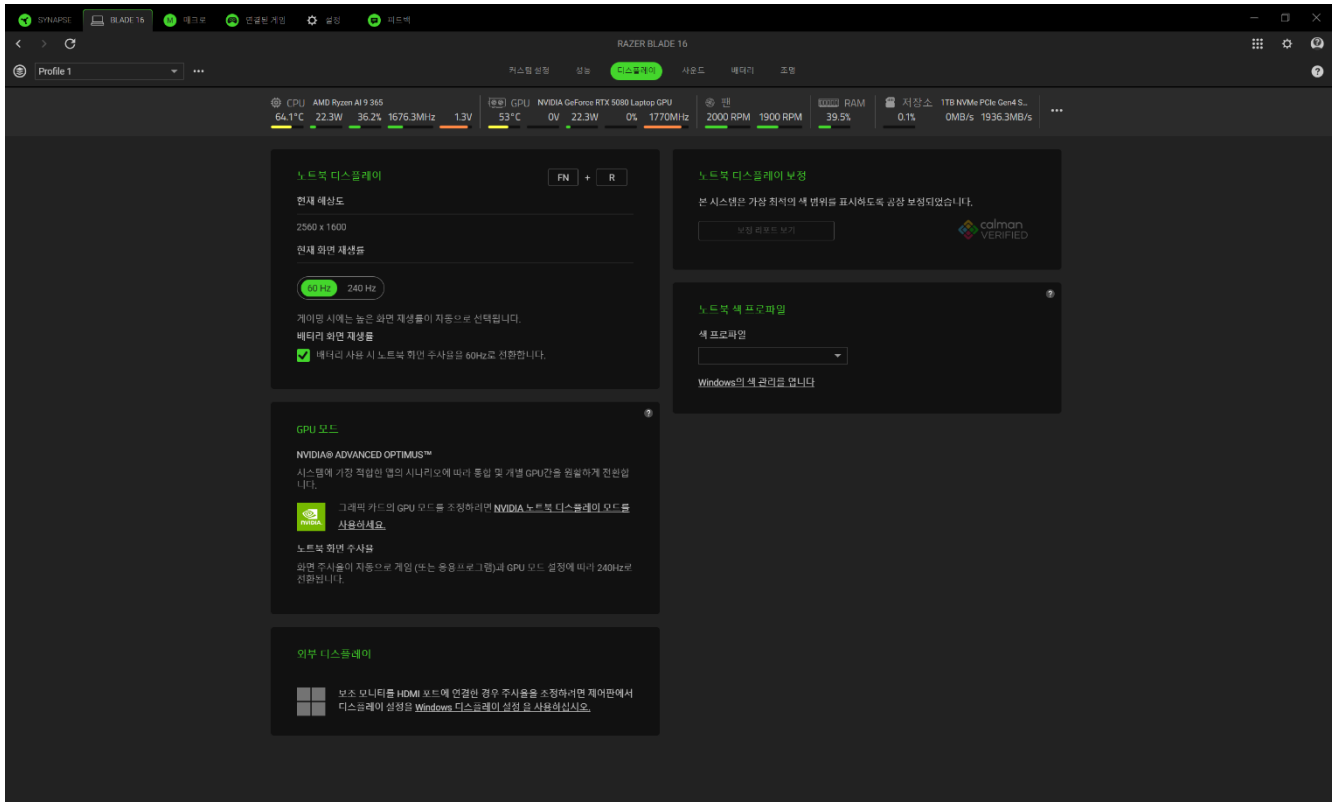 SYNAPSE BLADE 16 매크로 연결된 게임 설정 피드백
RAZER BLADE 16
Profile 1
커스텀 설정 성능 디스플레이 사운드 배터리 조명
CPU AMD Ryzen AI 9 365
64.1°C 22.3W 36.2% 1676.3MHz 1.3V
GPU NVIDIA GeForce RTX 5080 Laptop GPU
53°C 0V 22.3W 0% 1770MHz
팬
2000 RPM 1900 RPM
RAM
39.5%
저장소 1TB NVMe PCIe Gen4 S...
0.1% 0MB/s 1936.3MB/s
노트북 디스플레이 FN + R
현재 해상도
2560 x 1600
현재 화면 재생률
60 Hz 240 Hz
게이밍 시에는 높은 화면 재생률이 자동으로 선택됩니다.
배터리 화면 재생률
배터리 사용 시 노트북 화면 주사율을 60Hz로 전환합니다.
GPU 모드
NVIDIA® ADVANCED OPTIMUS™
시스템에 가장 적합한 앱의 시나리오에 따라 통합 및 개별 GPU간을 원활하게 전환합
니다.
NVIDIA
그래픽 카드의 GPU 모드를 조정하려면 NVIDIA 노트북 디스플레이 모드를
사용하세요.
노트북 화면 주사율
화면 주사율이 자동으로 게임 (또는 응용프로그램)과 GPU 모드 설정에 따라 240Hz로
전환됩니다.
외부 디스플레이
보조 모니터를 HDMI 포트에 연결한 경우 주사율을 조정하려면 제어판에서
디스플레이 설정을 Windows 디스플레이 설정 을 사용하십시오.
노트북 디스플레이 보정
본 시스템은 가장 최적의 색 범위를 표시하도록 공장 보정되었습니다.
보정 리포트 보기
calman
VERIFIED
노트북 색 프로파일
색 프로파일
Windows의 색 관리를 엽니다